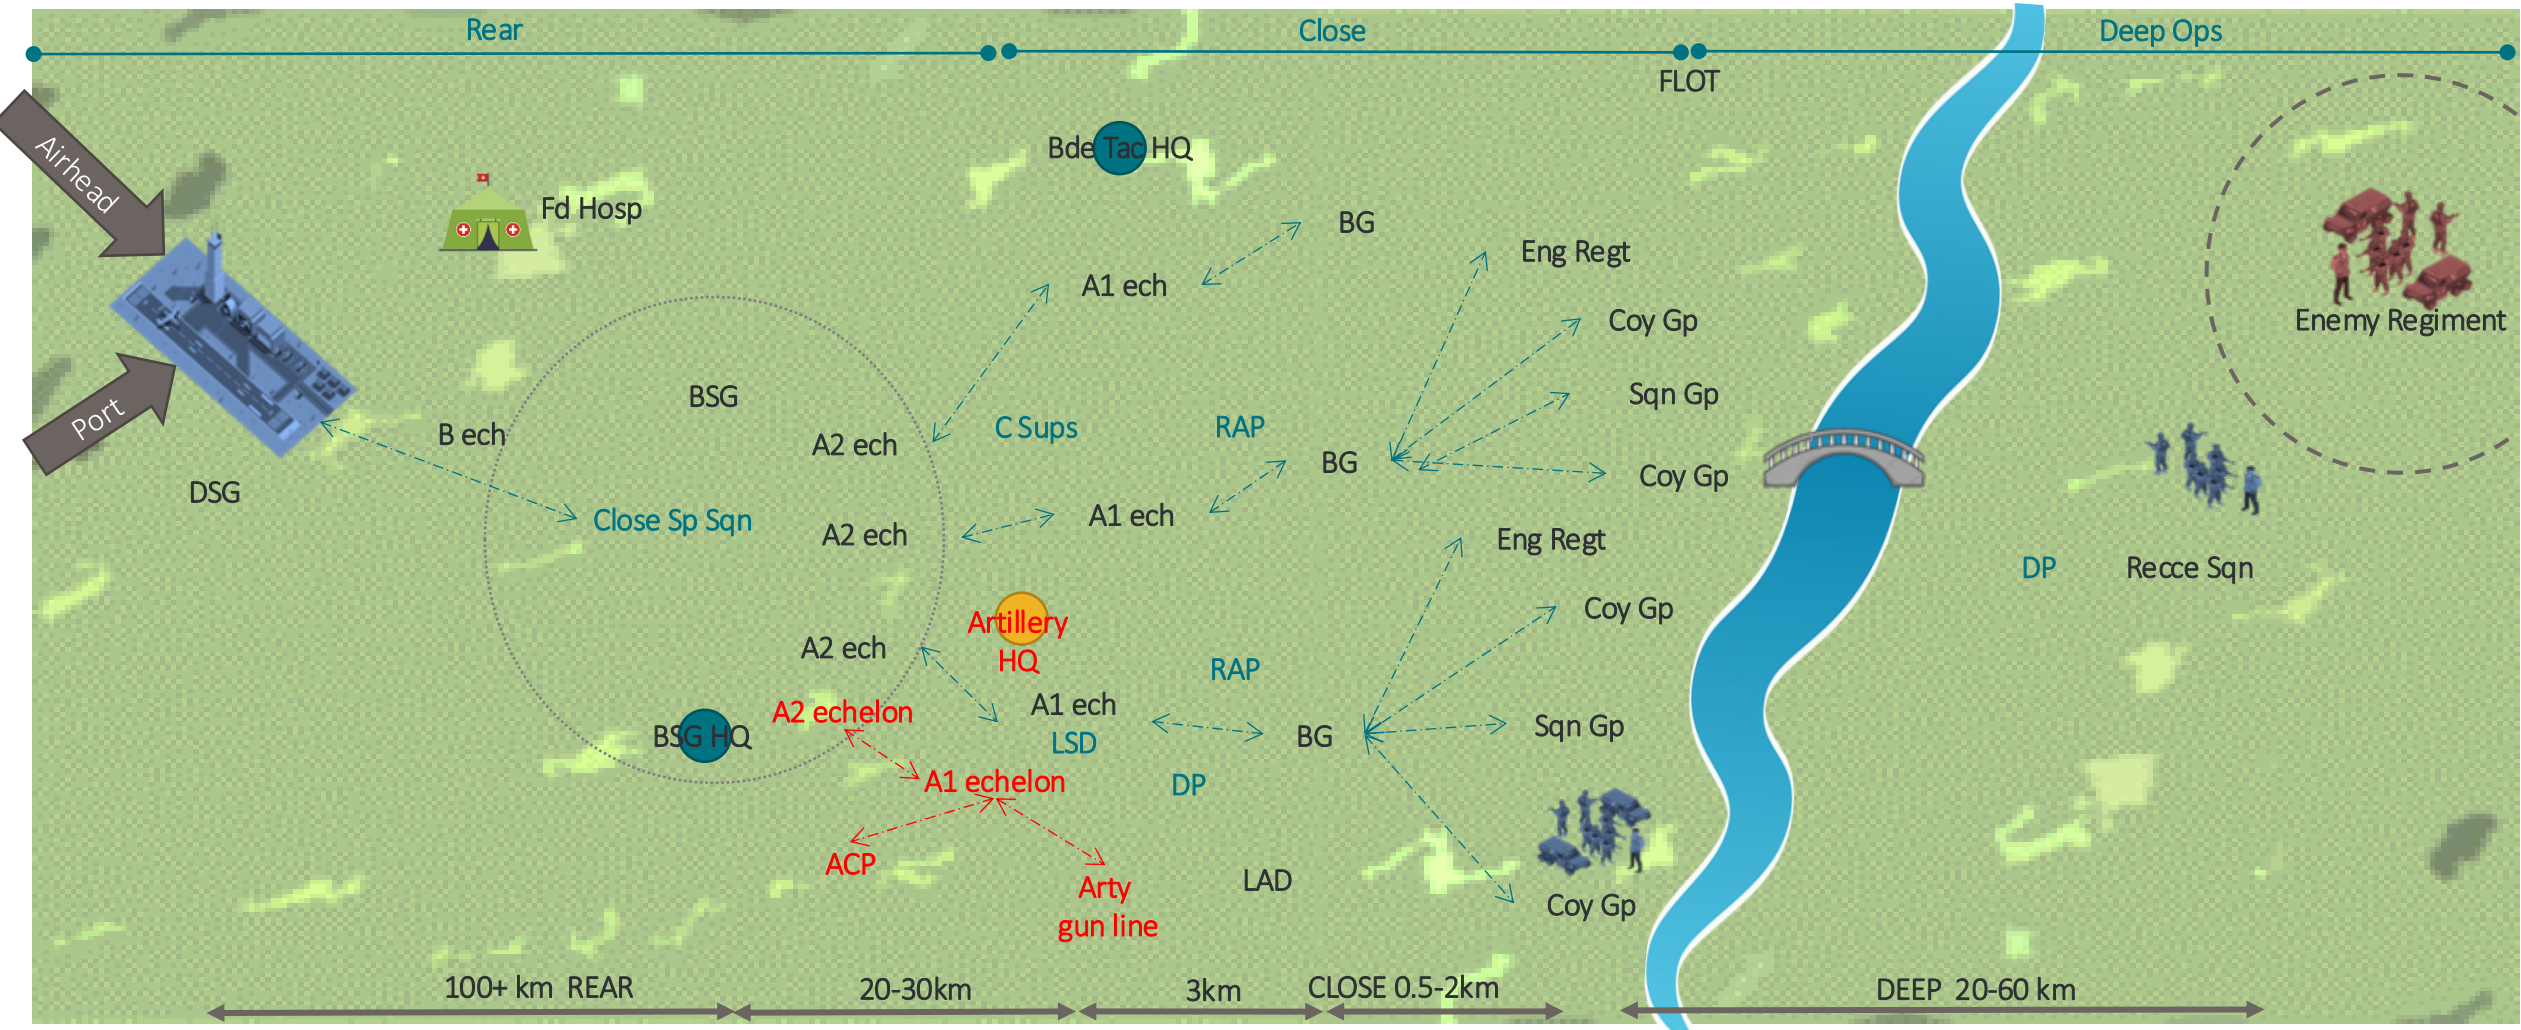 Rear
Close
Deep Ops
FLOT
Airhead
Bde Tac HQ
Fd Hosp
BG
Eng Regt
A1 ech
Coy Gp
Enemy Regiment
BSG
Sqn Gp
Port
B ech
A2 ech
C Sups
RAP
BG
Coy Gp
DSG
Close Sp Sqn
A2 ech
A1 ech
Eng Regt
DP
Recce Sqn
Coy Gp
Artillery
HQ
A2 ech
RAP
A2 echelon
A1 ech
LSD
BSG HQ
BG
Sqn Gp
A1 echelon
DP
ACP
Arty
gun line
LAD
Coy Gp
100+ km REAR
20-30km
3km
CLOSE 0.5-2km
DEEP 20-60 km